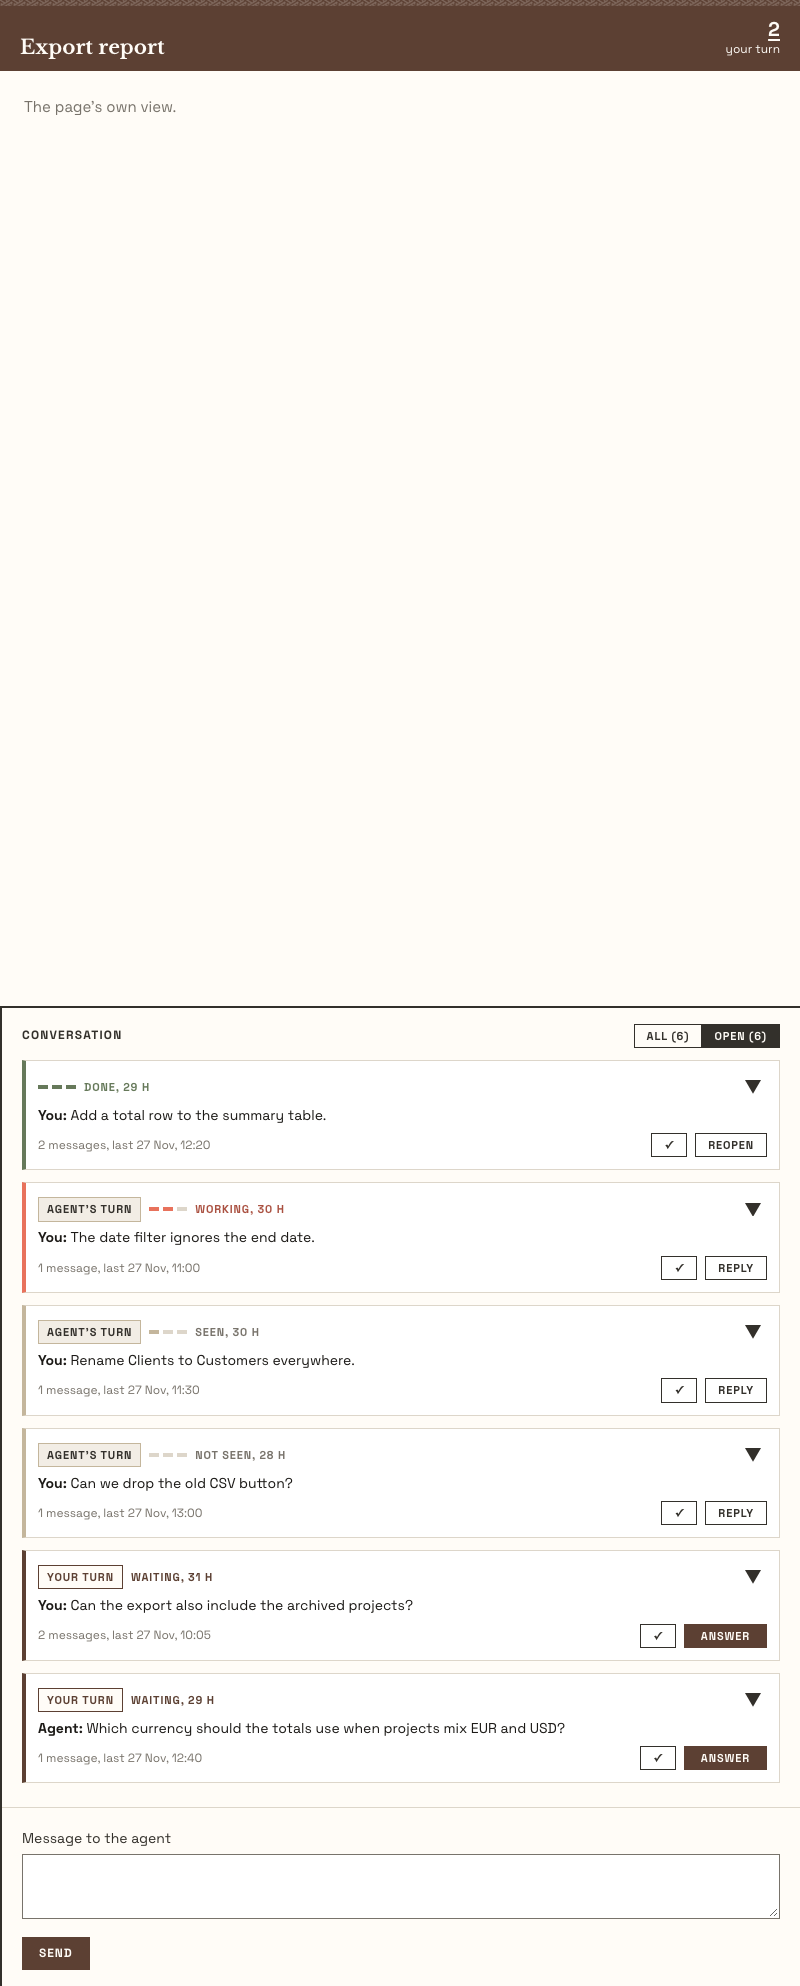 Export report
2
your turn
The page's own view.
CONVERSATION
ALL (6) OPEN (6)
DONE, 29 H
You: Add a total row to the summary table.
2 messages, last 27 Nov, 12:20
✓ REOPEN
AGENT'S TURN WORKING, 30 H
You: The date filter ignores the end date.
1 message, last 27 Nov, 11:00
✓ REPLY
AGENT'S TURN SEEN, 30 H
You: Rename Clients to Customers everywhere.
1 message, last 27 Nov, 11:30
✓ REPLY
AGENT'S TURN NOT SEEN, 28 H
You: Can we drop the old CSV button?
1 message, last 27 Nov, 13:00
✓ REPLY
YOUR TURN WAITING, 31 H
You: Can the export also include the archived projects?
2 messages, last 27 Nov, 10:05
✓ ANSWER
YOUR TURN WAITING, 29 H
Agent: Which currency should the totals use when projects mix EUR and USD?
1 message, last 27 Nov, 12:40
✓ ANSWER
Message to the agent
SEND